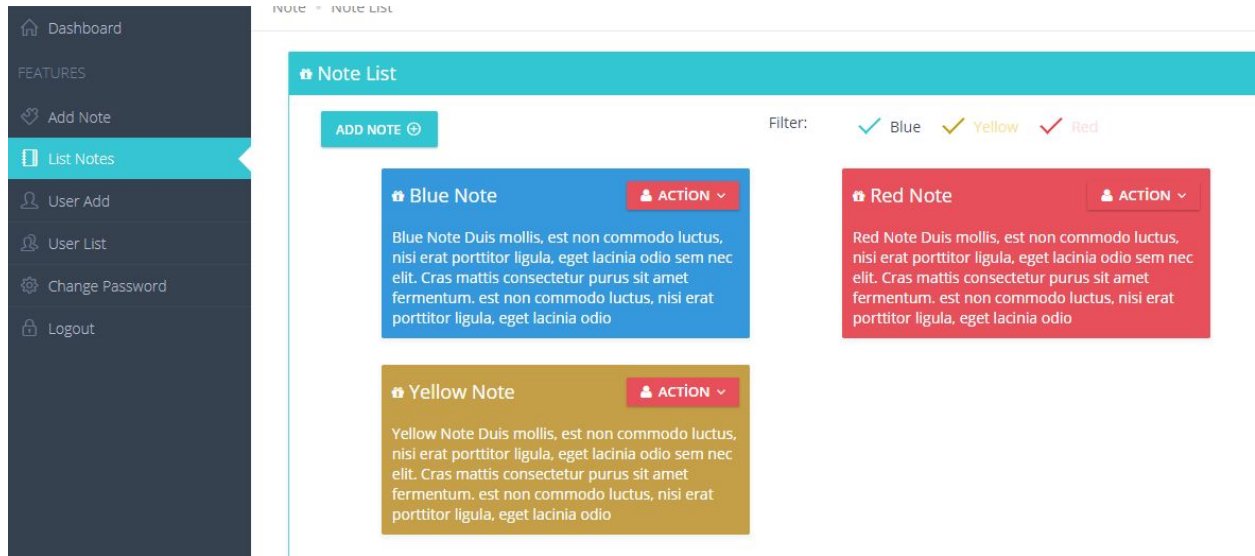 Dashboard
FEATURES
Add Note
List Notes
User Add
User List
Change Password
Logout
Note Note List
Note List
ADD NOTE
Filter: Blue Yellow Red
Blue Note
ACTİON
Blue Note Duis mollis, est non commodo luctus,
nisi erat porttitor ligula, eget lacinia odio sem nec
elit. Cras mattis consectetur purus sit amet
fermentum. est non commodo luctus, nisi erat
porttitor ligula, eget lacinia odio
Red Note
ACTİON
Red Note Duis mollis, est non commodo luctus,
nisi erat porttitor ligula, eget lacinia odio sem nec
elit. Cras mattis consectetur purus sit amet
fermentum. est non commodo luctus, nisi erat
porttitor ligula, eget lacinia odio
Yellow Note
ACTİON
Yellow Note Duis mollis, est non commodo luctus,
nisi erat porttitor ligula, eget lacinia odio sem nec
elit. Cras mattis consectetur purus sit amet
fermentum. est non commodo luctus, nisi erat
porttitor ligula, eget lacinia odio